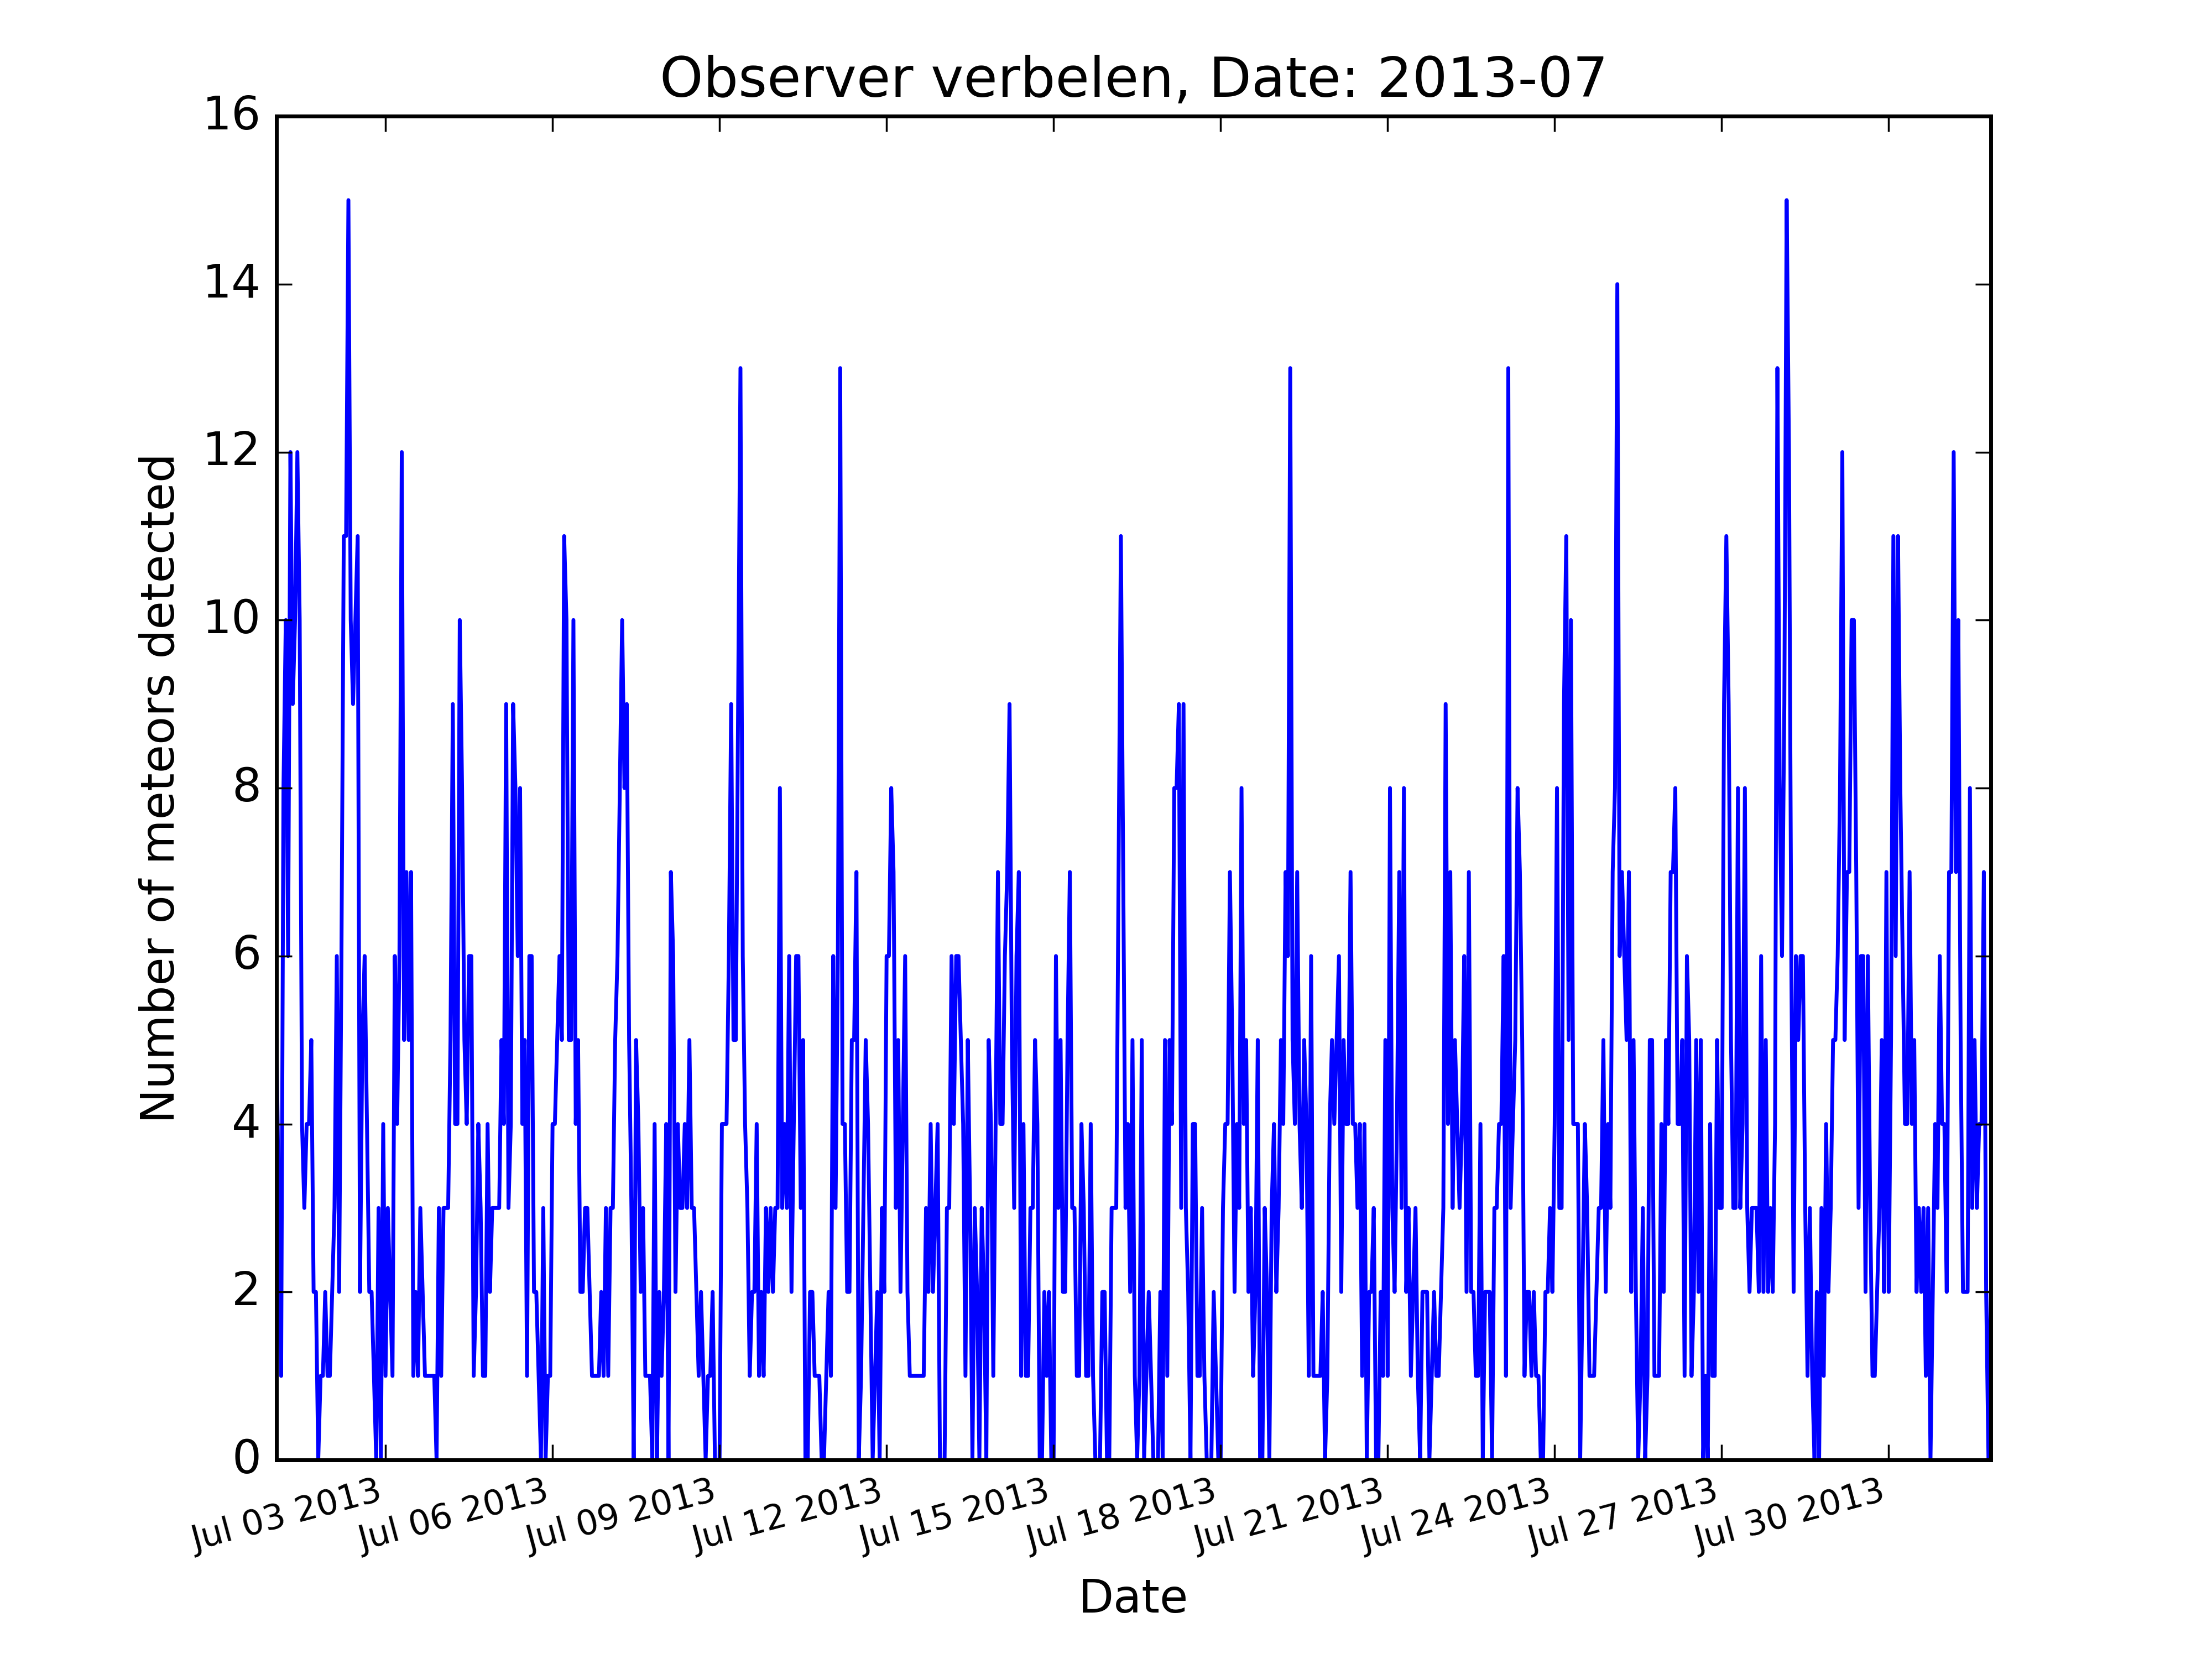 Observer verbelen, Date: 2013-07
Number of meteors detected
16
14
12
10
8
6
4
2
0
Jul 03 2013
Jul 06 2013
Jul 09 2013
Jul 12 2013
Jul 15 2013
Jul 18 2013
Jul 21 2013
Jul 24 2013
Jul 27 2013
Jul 30 2013
Date